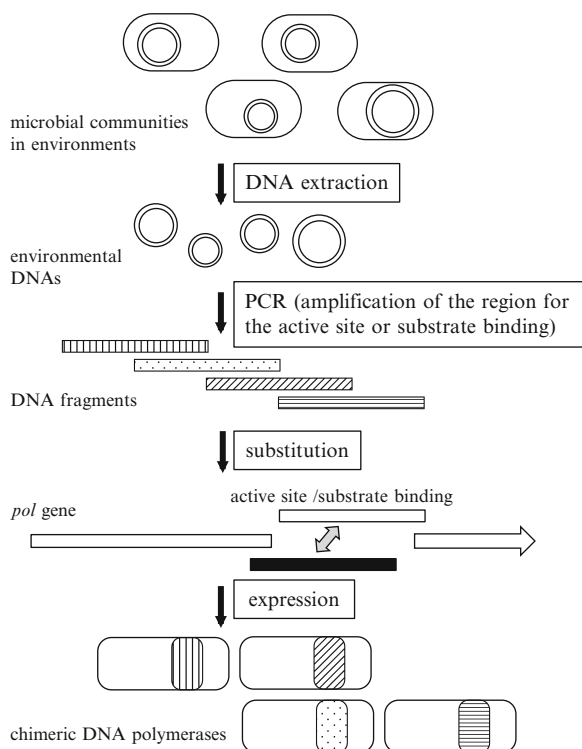 microbial communities
in environments
DNA extraction
environmental
DNAs
PCR (amplification of the region for
the active site or substrate binding)
DNA fragments
substitution
active site /substrate binding
pol gene
expression
chimeric DNA polymerases